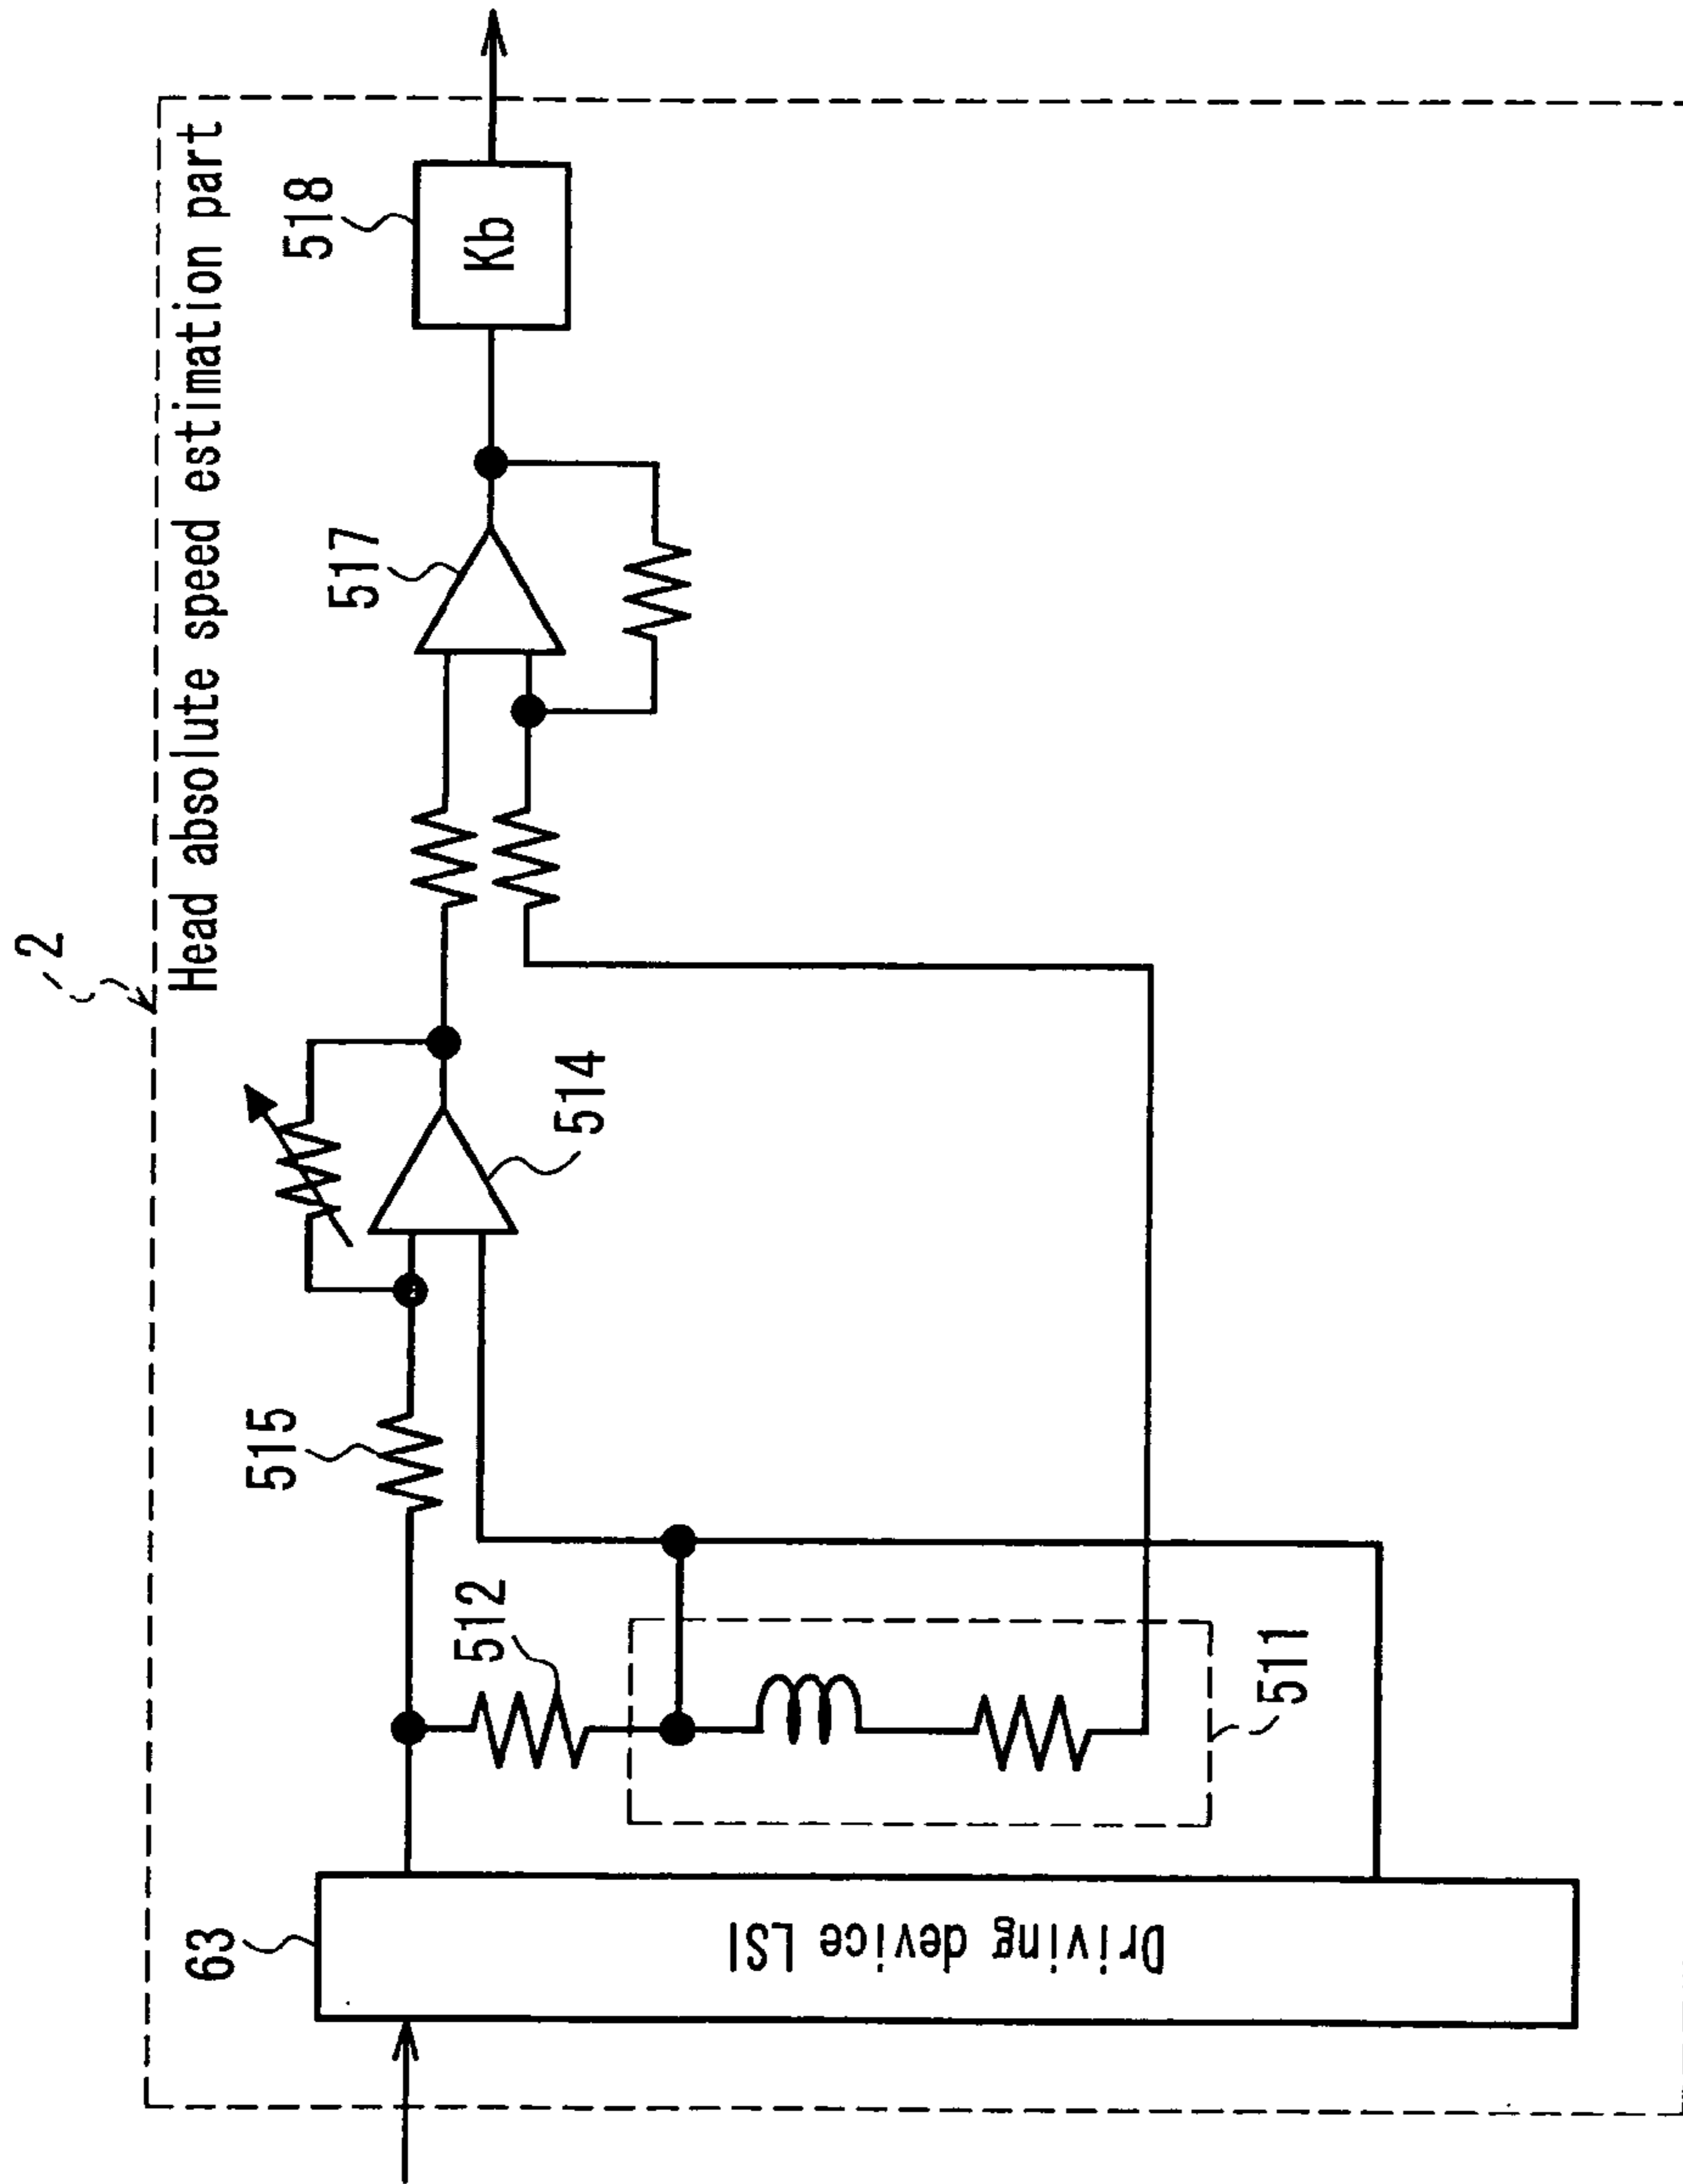 2
Head absolute speed estimation part
63
515
512
511
514
517
518
Kb
Driving device LSI